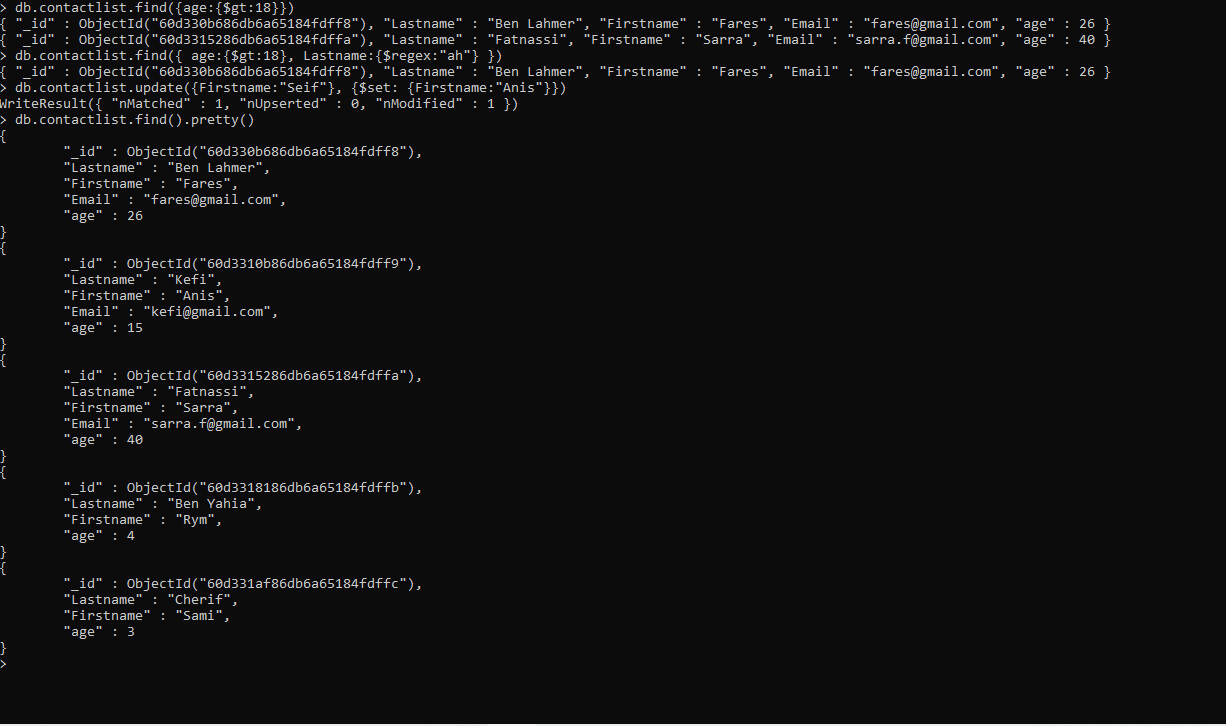 > db.contactlist.find({age:{$gt:18}})
{ "_id" : ObjectId("60d330b686db6a65184fdff8"), "Lastname" : "Ben Lahmer", "Firstname" : "Fares", "Email" : "fares@gmail.com", "age" : 26 }
{ "_id" : ObjectId("60d3315286db6a65184fdffa"), "Lastname" : "Fatnassi", "Firstname" : "Sarra", "Email" : "sarra.f@gmail.com", "age" : 40 }
> db.contactlist.find({ age:{$gt:18}, Lastname:{$regex:"ah"} })
{ "_id" : ObjectId("60d330b686db6a65184fdff8"), "Lastname" : "Ben Lahmer", "Firstname" : "Fares", "Email" : "fares@gmail.com", "age" : 26 }
> db.contactlist.update({Firstname:"Seif"}, {$set: {Firstname:"Anis"}})
WriteResult({ "nMatched" : 1, "nUpserted" : 0, "nModified" : 1 })
> db.contactlist.find().pretty()
{
        "_id" : ObjectId("60d330b686db6a65184fdff8"),
        "Lastname" : "Ben Lahmer",
        "Firstname" : "Fares",
        "Email" : "fares@gmail.com",
        "age" : 26
}
{
        "_id" : ObjectId("60d3310b86db6a65184fdff9"),
        "Lastname" : "Kefi",
        "Firstname" : "Anis",
        "Email" : "kefi@gmail.com",
        "age" : 15
}
{
        "_id" : ObjectId("60d3315286db6a65184fdffa"),
        "Lastname" : "Fatnassi",
        "Firstname" : "Sarra",
        "Email" : "sarra.f@gmail.com",
        "age" : 40
}
{
        "_id" : ObjectId("60d3318186db6a65184fdffb"),
        "Lastname" : "Ben Yahia",
        "Firstname" : "Rym",
        "age" : 4
}
{
        "_id" : ObjectId("60d331af86db6a65184fdffc"),
        "Lastname" : "Cherif",
        "Firstname" : "Sami",
        "age" : 3
}
>